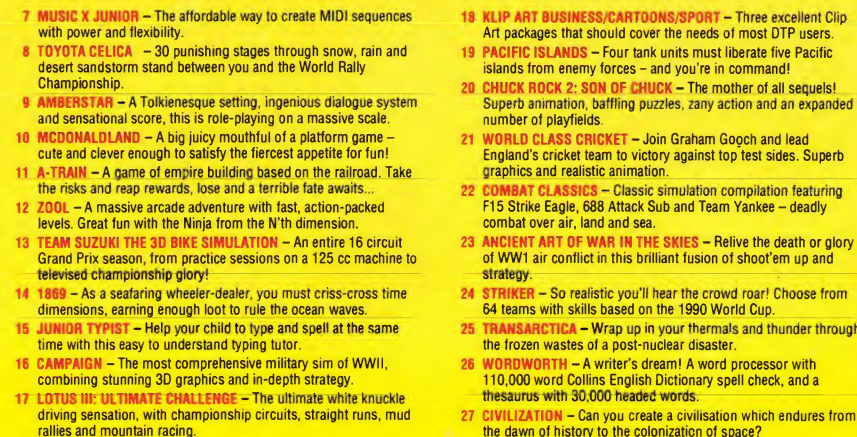 7 MUSIC X JUNIOR – The affordable way to create MIDI sequences
with power and flexibility.
8 TOYOTA CELICA – 30 punishing stages through snow, rain and
desert sandstorm stand between you and the World Rally
Championship.
9 AMBERSTAR – A Tolkienesque setting, ingenious dialogue system
and sensational score, this is role-playing on a massive scale.
10 MCDONALDLAND – A big juicy mouthful of a platform game –
cute and clever enough to satisfy the fiercest appetite for fun!
11 A-TRAIN – A game of empire building based on the railroad. Take
the risks and reap rewards, lose and a terrible fate awaits...
12 ZOOL – A massive arcade adventure with fast, action-packed
levels. Great fun with the Ninja from the N'th dimension.
13 TEAM SUZUKI THE 3D BIKE SIMULATION – An entire 16 circuit
Grand Prix season, from practice sessions on a 125 cc machine to
televised championship glory!
14 1869 – As a seafaring wheeler-dealer, you must criss-cross time
dimensions, earning enough loot to rule the ocean waves.
15 JUNIOR TYPIST – Help your child to type and spell at the same
time with this easy to understand typing tutor.
16 CAMPAIGN – The most comprehensive military sim of WWII,
combining stunning 3D graphics and in-depth strategy.
17 LOTUS III: ULTIMATE CHALLENGE – The ultimate white knuckle
driving sensation, with championship circuits, straight runs, mud
rallies and mountain racing.
18 KLIP ART BUSINESS/CARTOONS/SPORT – Three excellent Clip
Art packages that should cover the needs of most DTP users.
19 PACIFIC ISLANDS – Four tank units must liberate five Pacific
islands from enemy forces – and you're in command!
20 CHUCK ROCK 2: SON OF CHUCK – The mother of all sequels!
Superb animation, baffling puzzles, zany action and an expanded
number of playfields.
21 WORLD CLASS CRICKET – Join Graham Gooch and lead
England's cricket team to victory against top test sides. Superb
graphics and realistic animation.
22 COMBAT CLASSICS – Classic simulation compilation featuring
F15 Strike Eagle, 688 Attack Sub and Team Yankee – deadly
combat over air, land and sea.
23 ANCIENT ART OF WAR IN THE SKIES – Relive the death or glory
of WW1 air conflict in this brilliant fusion of shoot'em up and
strategy.
24 STRIKER – So realistic you'll hear the crowd roar! Choose from
64 teams with skills based on the 1990 World Cup.
25 TRANSARCTICA – Wrap up in your thermals and thunder through
the frozen wastes of a post-nuclear disaster.
26 WORDWORTH – A writer's dream! A word processor with
110,000 word Collins English Dictionary spell check, and a
thesaurus with 30,000 headed words.
27 CIVILIZATION – Can you create a civilisation which endures from
the dawn of history to the colonization of space?